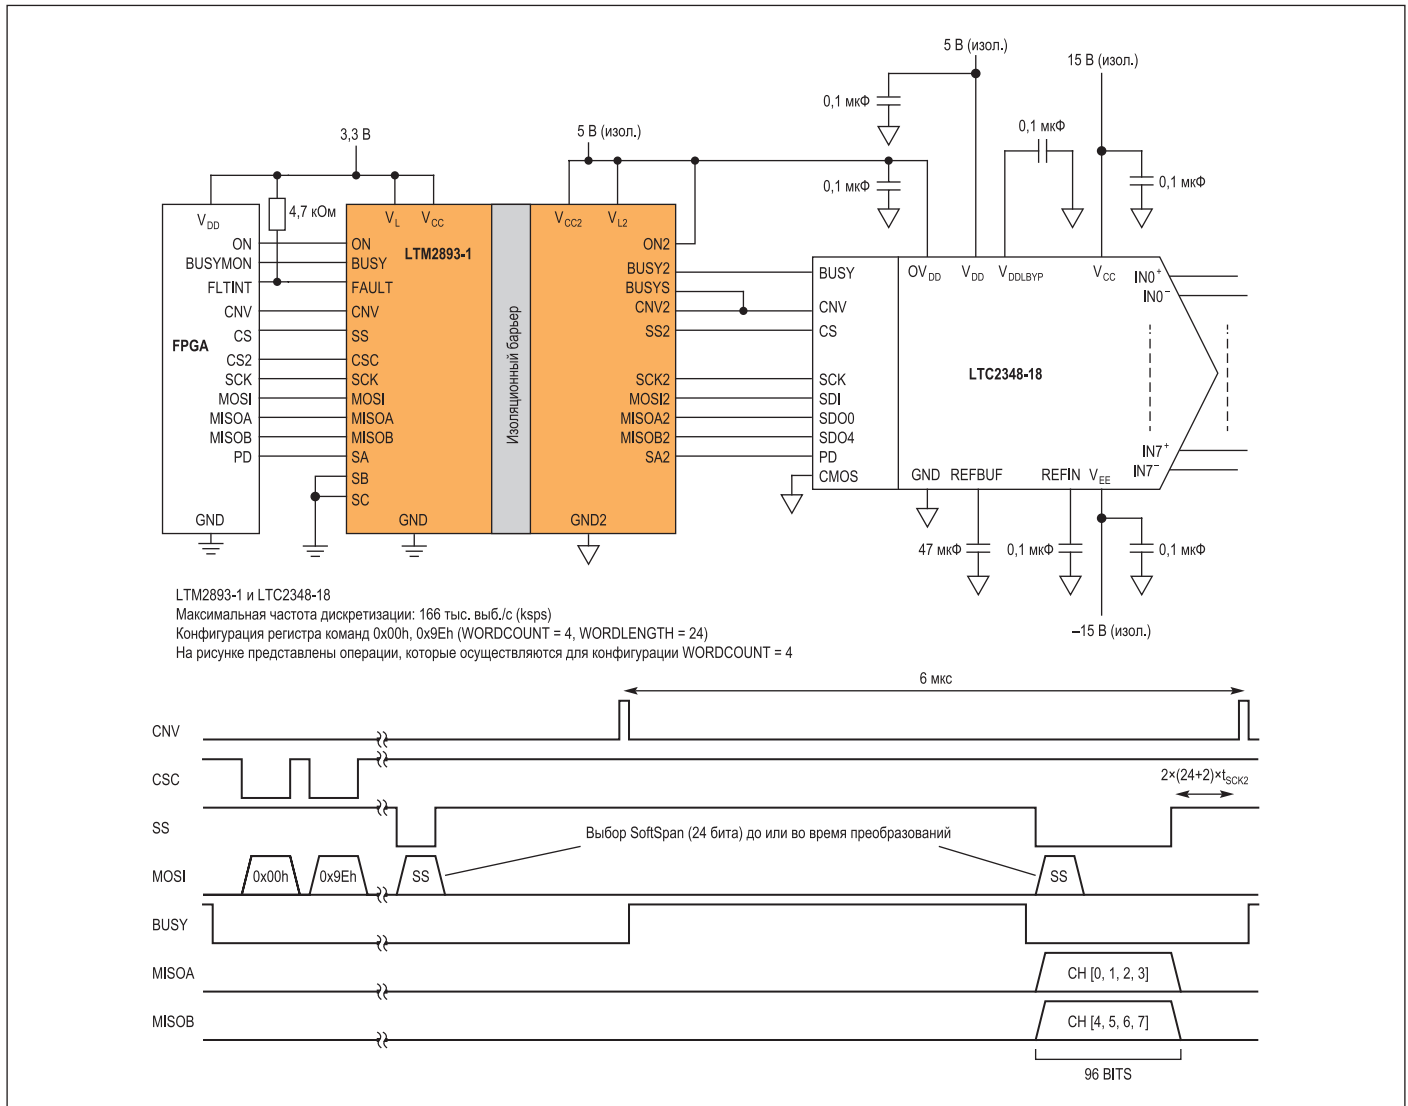 5 В (изол.)
15 В (изол.)
0,1 мкФ
0,1 мкФ
3,3 В
5 В (изол.)
0,1 мкФ
0,1 мкФ
4,7 кОм
VDD
ON
BUSYMON
FLTINT
CNV
CS
FPGA
CS2
SCK
MOSI
MISOA
MISOB
PD
GND
VL
VCC
LTM2893-1
ON
BUSY
FAULT
CNV
SS
CSC
SCK
MOSI
MISOA
MISOB
SA
SB
SC
GND
Изоляционный барьер
VCC2
VL2
ON2
BUSY2
BUSYS
CNV2
SS2
SCK2
MOSI2
MISOA2
MISOB2
SA2
GND2
BUSY
CNV
CS
SCK
SDI
SDO0
SDO4
PD
CMOS
OVDD
VDD
VDDLBYP
VCC
IN0+
IN0−
LTC2348-18
IN7+
IN7−
GND
REFBUF
REFIN
VEE
47 мкФ
0,1 мкФ
0,1 мкФ
–15 В (изол.)
LTM2893-1 и LTC2348-18
Максимальная частота дискретизации: 166 тыс. выб./с (ksps)
Конфигурация регистра команд 0x00h, 0x9Eh (WORDCOUNT = 4, WORDLENGTH = 24)
На рисунке представлены операции, которые осуществляются для конфигурации WORDCOUNT = 4
6 мкс
CNV
CSC
2×(24+2)×tSCK2
SS
Выбор SoftSpan (24 бита) до или во время преобразований
MOSI
0x00h
0x9Eh
SS
SS
BUSY
MISOA
CH [0, 1, 2, 3]
MISOB
CH [4, 5, 6, 7]
96 BITS